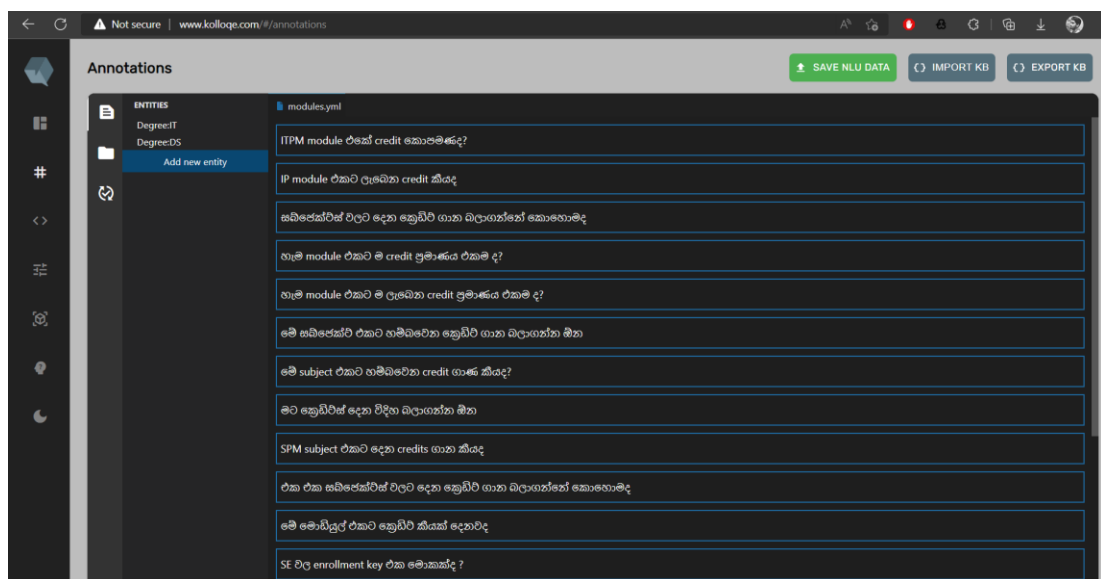 Not secure | www.kolloqe.com/#/annotations
Annotations
SAVE NLU DATA
IMPORT KB
EXPORT KB
ENTITIES
Degree:IT
Degree:DS
Add new entity
modules.yml
ITPM module එකේ credit කොපමණද?
IP module එකට ලැබෙන credit කීයද
සබ්ජෙක්ට්ස් වලට දෙන ක්‍රෙඩිට් ගාන බලාගන්නේ කොහොමද
හැම module එකට ම credit ප්‍රමාණය එකම ද?
හැම module එකට ම ලැබෙන credit ප්‍රමාණය එකම ද?
මේ සබ්ජෙක්ට් එකට හම්බවෙන ක්‍රෙඩිට් ගාන බලාගන්න ඕන
මේ subject එකට හම්බවෙන credit ගාණ කීයද?
මට ක්‍රෙඩිට්ස් දෙන විදිහ බලාගන්න ඕන
SPM subject එකට දෙන credits ගාන කීයද
එක එක සබ්ජෙක්ට්ස් වලට දෙන ක්‍රෙඩිට් ගාන බලාගන්නේ කොහොමද
මේ මොඩියුල් එකට ක්‍රෙඩිට් කීයක් දෙනවද
SE වල enrollment key එක මොකක්ද ?